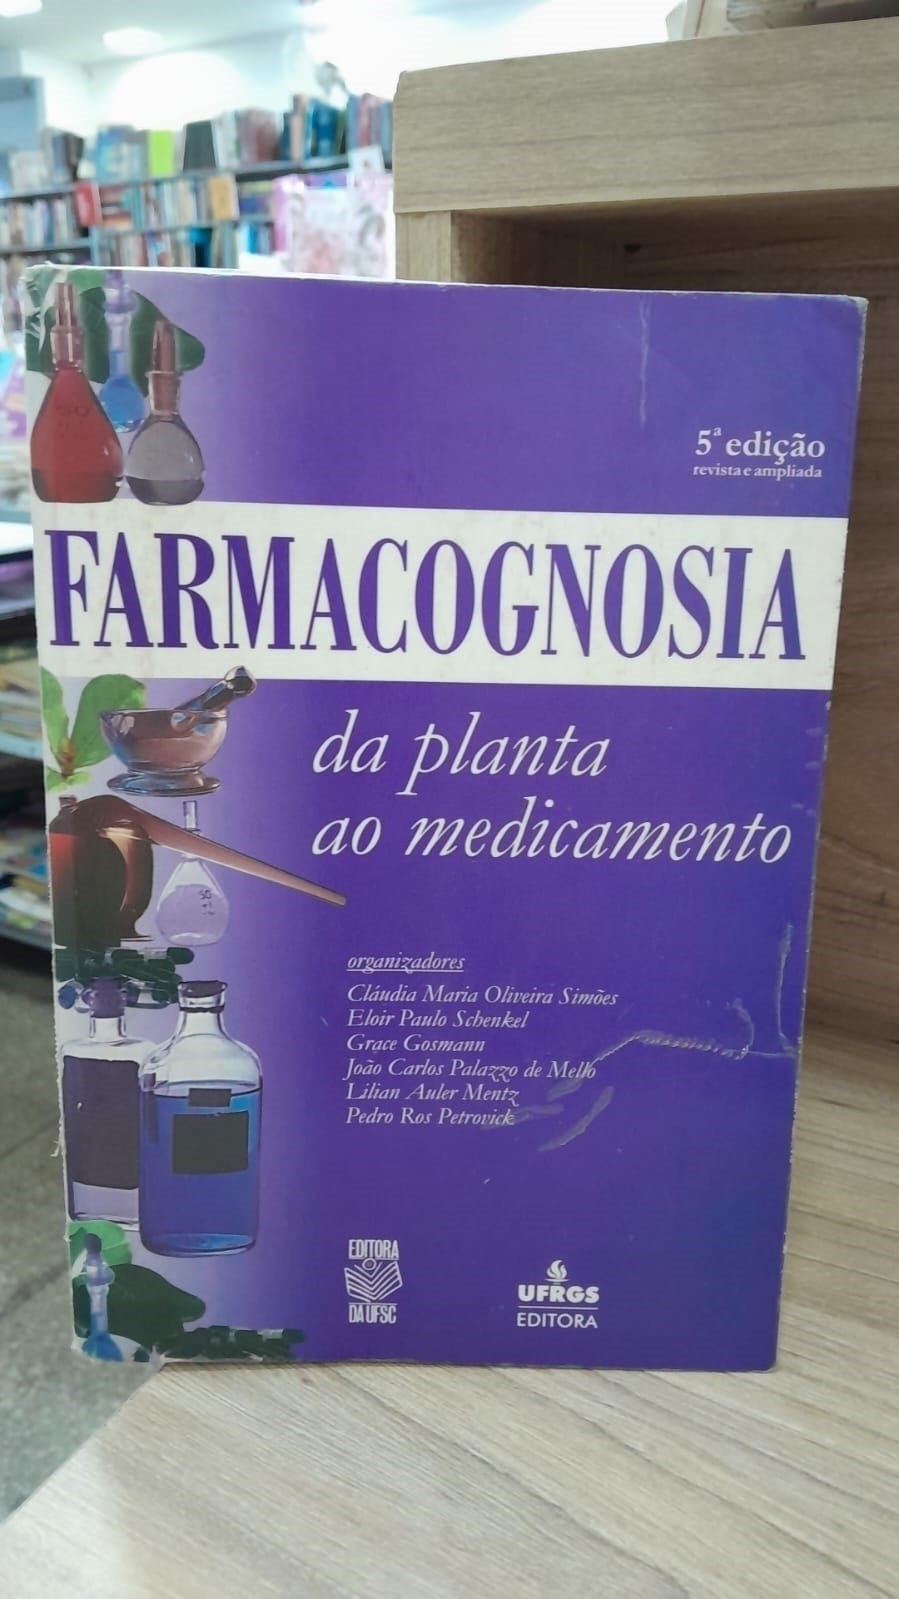 5ª edição
revista e ampliada
FARMACOGNOSIA
da planta
ao medicamento
organizadores
Cláudia Maria Oliveira Simões
Eloir Paulo Schenkel
Grace Gosmann
João Carlos Palazzo de Mello
Lilian Auler Mentz
Pedro Ros Petrovick
EDITORA
DA UFSC
UFRGS
EDITORA